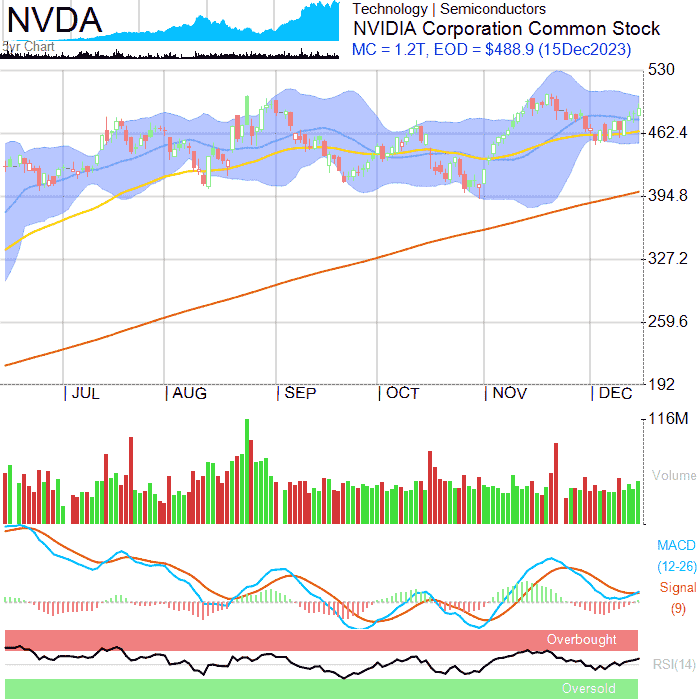 NVDA
5yr Chart
Technology | Semiconductors
NVIDIA Corporation Common Stock
MC = 1.2T, EOD = $488.9 (15Dec2023)
530
462.4
394.8
327.2
259.6
192
| JUL | AUG | SEP | OCT | NOV | DEC
116M
Volume
MACD
(12-26)
Signal
(9)
Overbought
RSI(14)
Oversold